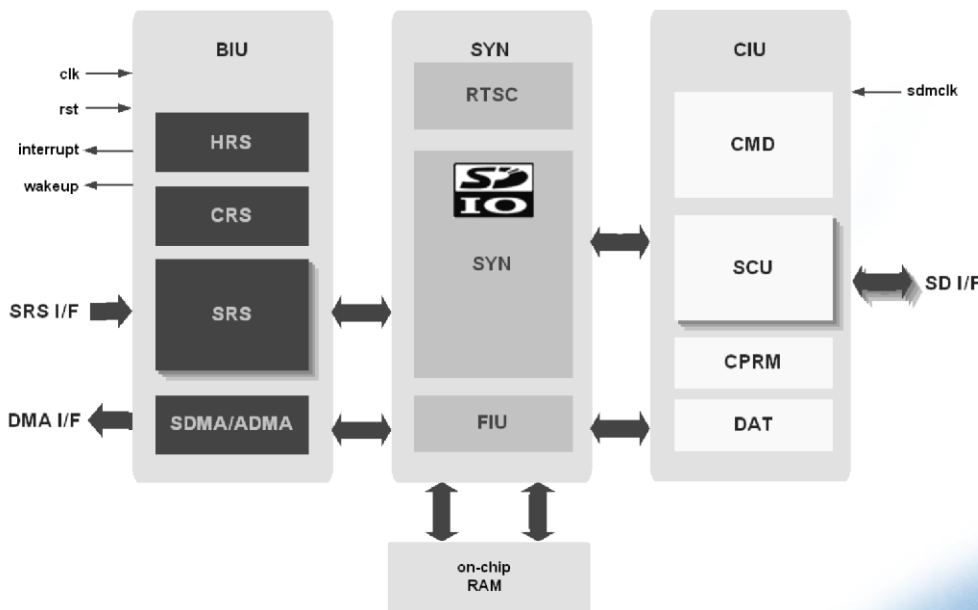 BIU
SYN
CIU
clk
rst
interrupt
wakeup
SRS I/F
DMA I/F
HRS
CRS
SRS
SDMA/ADMA
RTSC
SD
IO
SYN
FIU
CMD
SCU
CPRM
DAT
sdmclk
SD I/F
on-chip
RAM